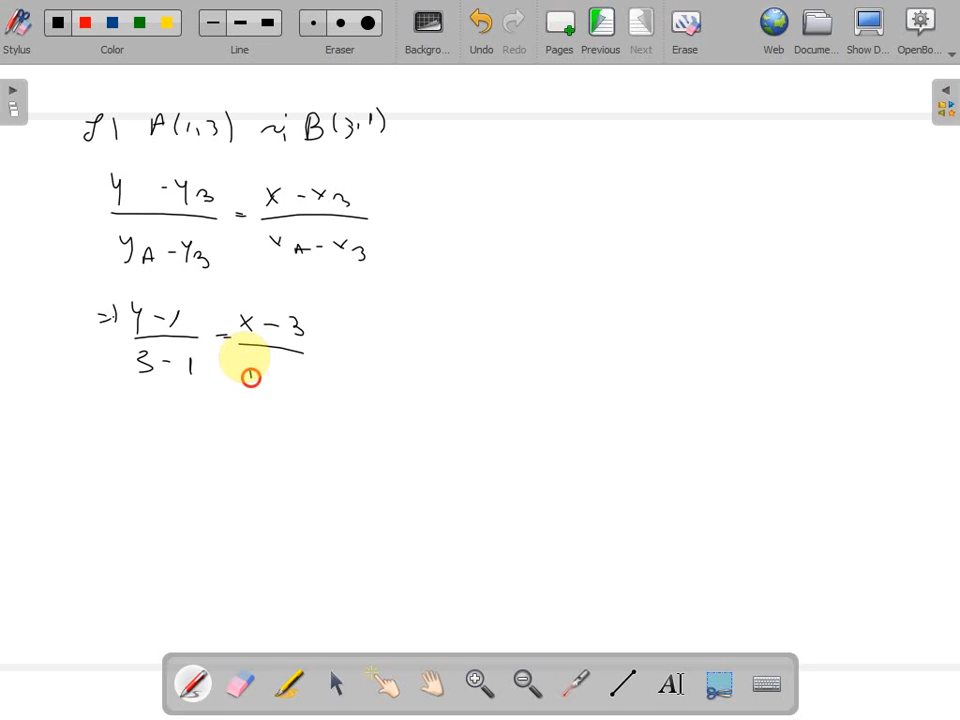 Stylus Color Line Eraser Backgro... Undo Redo Pages Previous Next Erase Web Docume... Show D... OpenBo...
A(1,3) și B(3,1)
y - yB / yA - yB = x - xB / xA - xB
=) y - 1 / 3 - 1 = x - 3 /